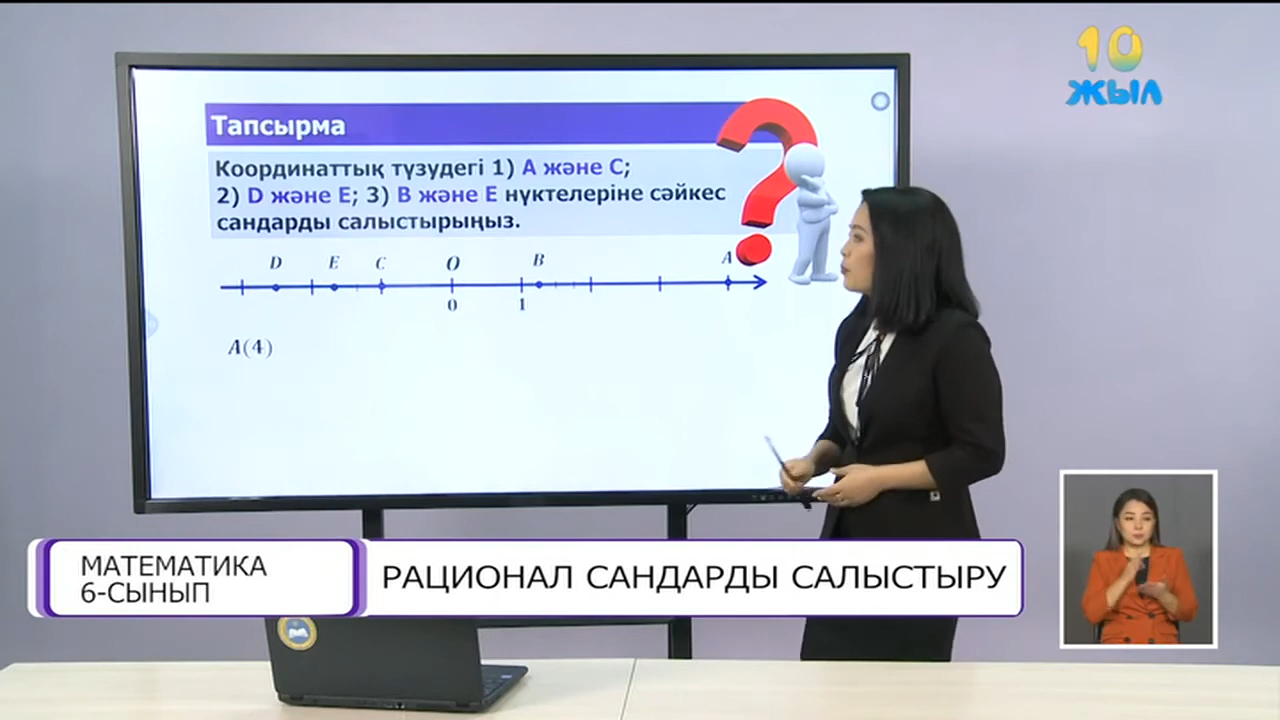 10
ЖЫЛ
Тапсырма
Координаттық түзудегі 1) A және C;
2) D және E; 3) B және E нүктелеріне сәйкес
сандарды салыстырыңыз.
D E C O B A
0 1
A(4)
МАТЕМАТИКА
6-СЫНЫП
РАЦИОНАЛ САНДАРДЫ САЛЫСТЫРУ